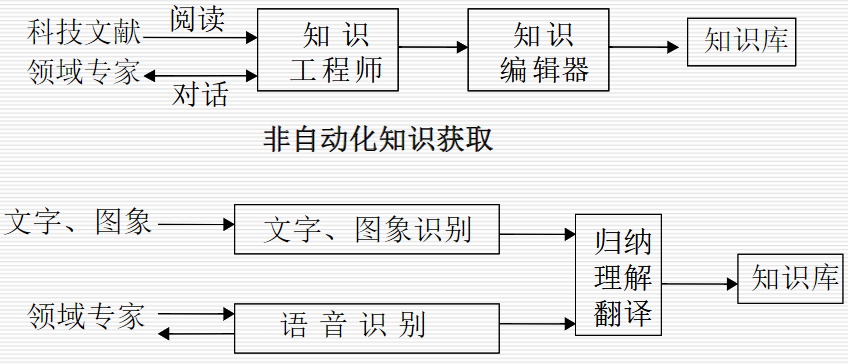 科技文献
阅读
领域专家
对话
知识
工程师
知识
编辑器
知识库
非自动化知识获取
文字、图象
文字、图象识别
领域专家
语音识别
归纳
理解
翻译
知识库